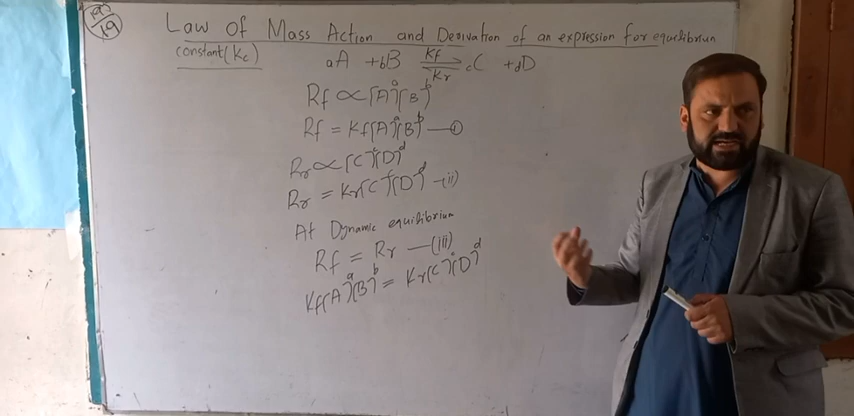 Law Of Mass Action and Derivation of an expression for equilibrium
constant (Kc)
aA + bB ⇌ cC + dD
Kf
Kr
Rf ∝ [A]ᵃ[B]ᵇ
Rf = Kf[A]ᵃ[B]ᵇ —(i)
Rr ∝ [C]ᶜ[D]ᵈ
Rr = Kr[C]ᶜ[D]ᵈ —(ii)
At Dynamic equilibrium
Rf = Rr —(iii)
Kf[A]ᵃ[B]ᵇ = Kr[C]ᶜ[D]ᵈ